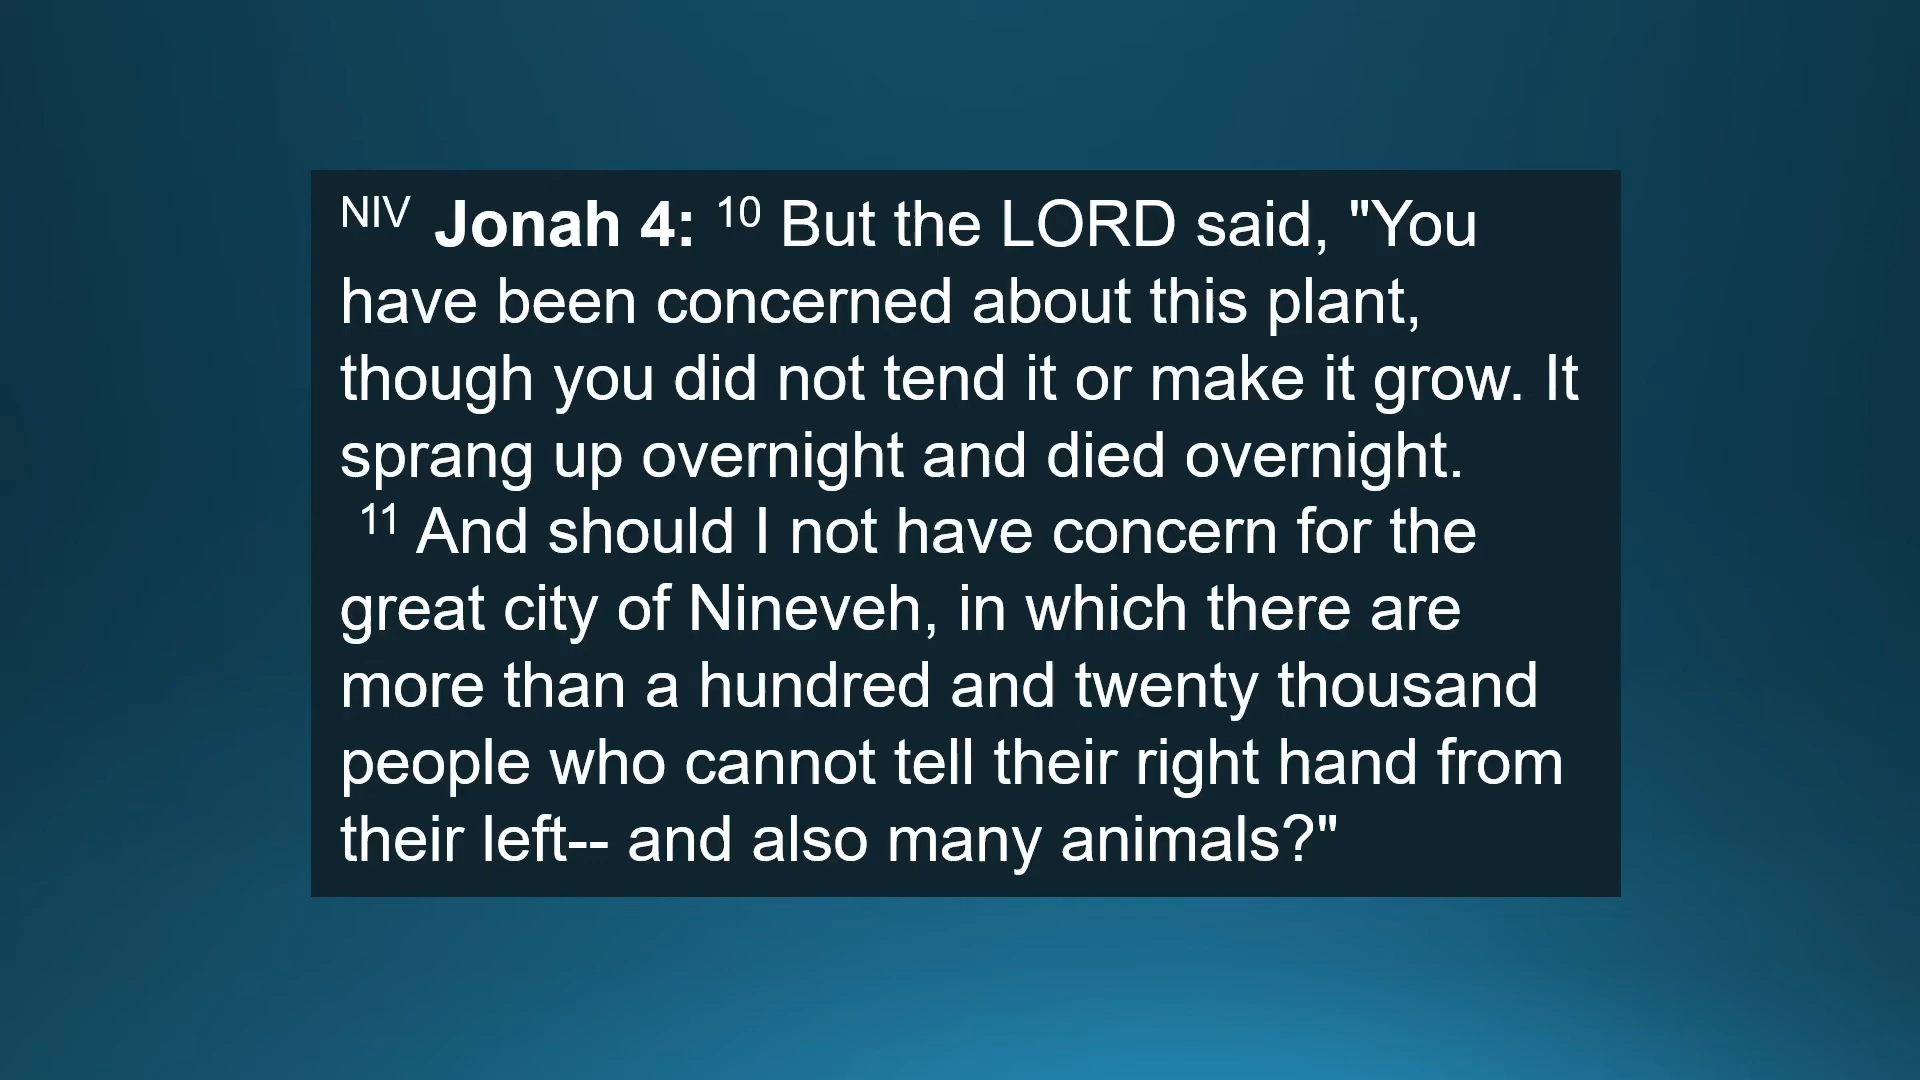 NIV Jonah 4: 10 But the LORD said, "You
have been concerned about this plant,
though you did not tend it or make it grow. It
sprang up overnight and died overnight.
11 And should I not have concern for the
great city of Nineveh, in which there are
more than a hundred and twenty thousand
people who cannot tell their right hand from
their left-- and also many animals?"